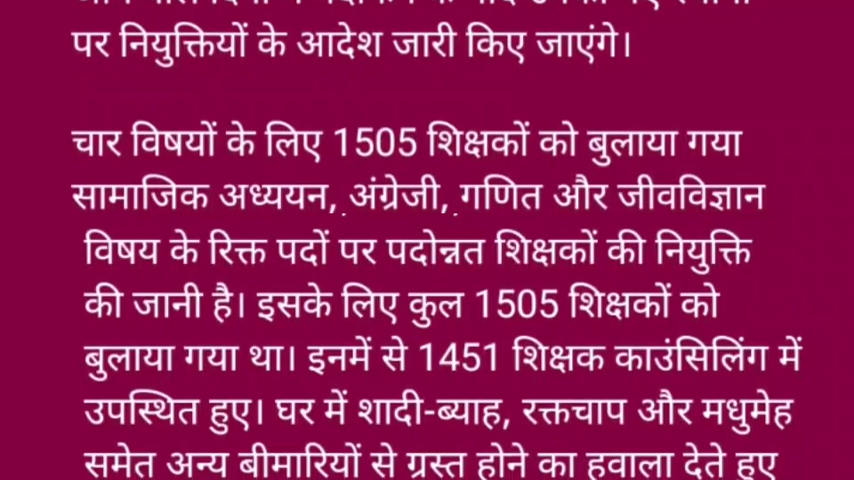 पर नियुक्तियों के आदेश जारी किए जाएंगे।
चार विषयों के लिए 1505 शिक्षकों को बुलाया गया
सामाजिक अध्ययन, अंग्रेजी, गणित और जीवविज्ञान
विषय के रिक्त पदों पर पदोन्नत शिक्षकों की नियुक्ति
की जानी है। इसके लिए कुल 1505 शिक्षकों को
बुलाया गया था। इनमें से 1451 शिक्षक काउंसिलिंग में
उपस्थित हुए। घर में शादी-ब्याह, रक्तचाप और मधुमेह
समेत अन्य बीमारियों से ग्रस्त होने का हवाला देते हुए